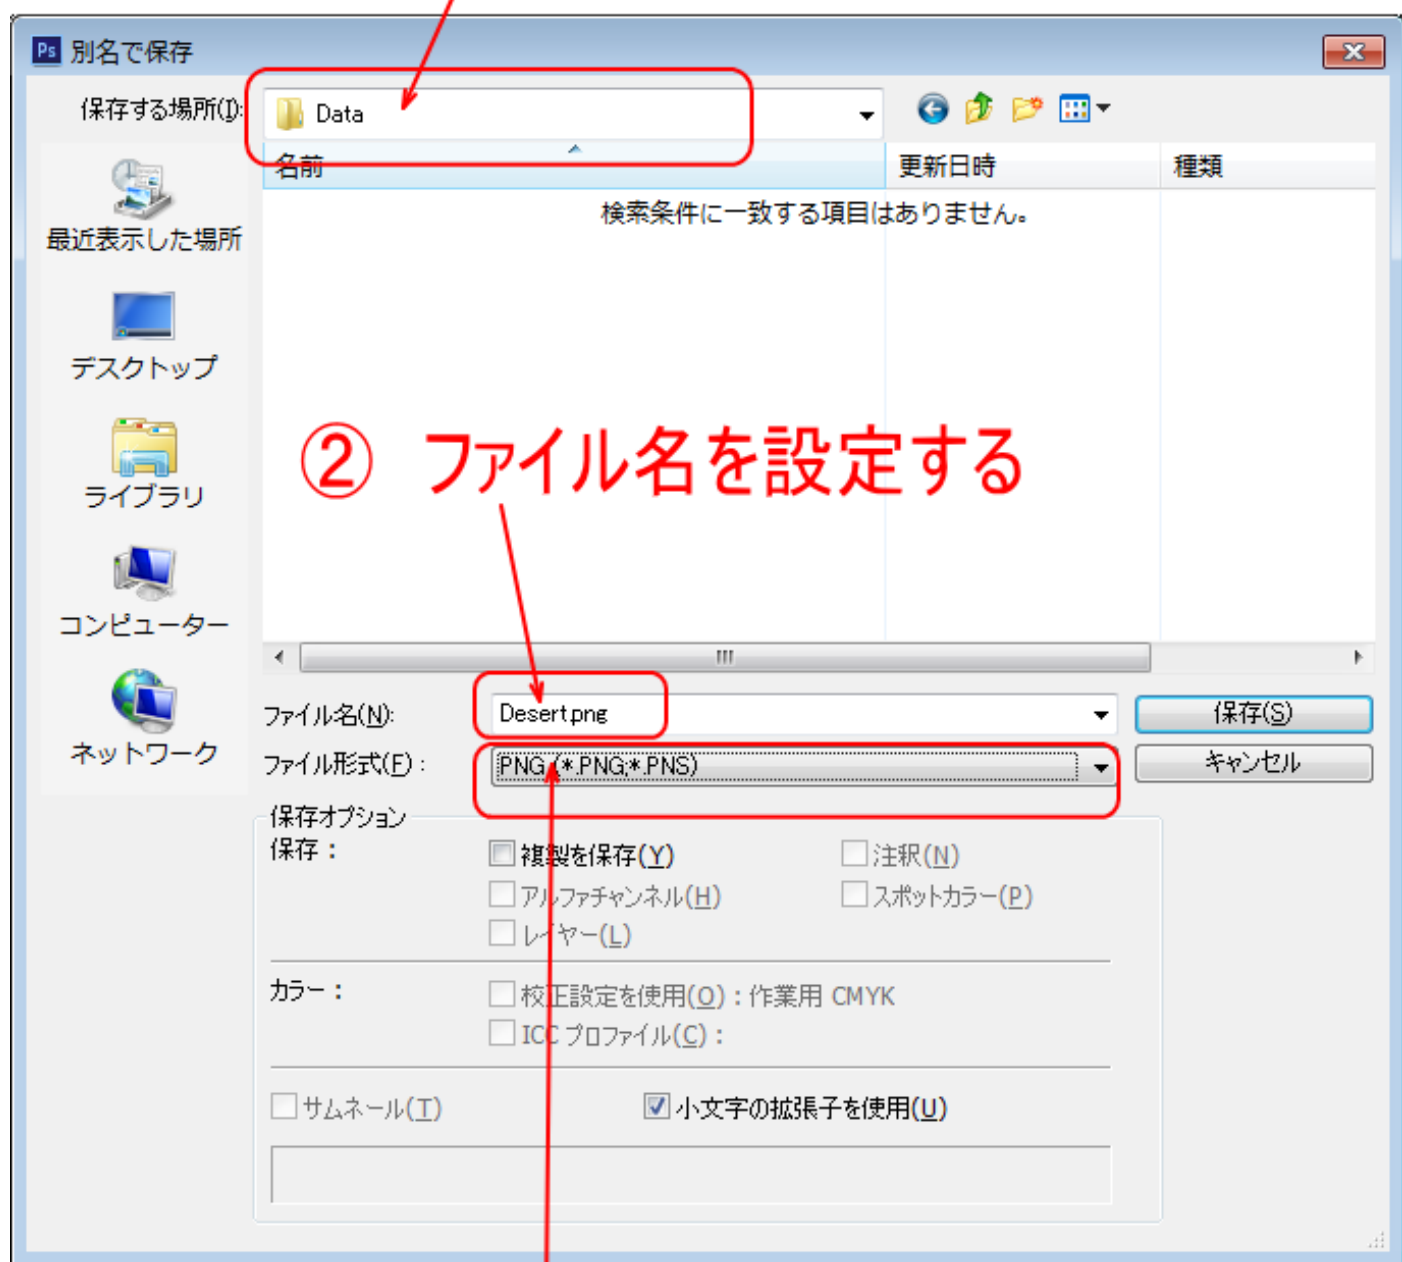 Ps 別名で保存
保存する場所(I):
Data
名前 更新日時 種類
検索条件に一致する項目はありません。
最近表示した場所
デスクトップ
ライブラリ
コンピューター
ネットワーク
② ファイル名を設定する
ファイル名(N): Desert.png 保存(S)
ファイル形式(F): PNG (*.PNG;*.PNS) キャンセル
保存オプション
保存：
複製を保存(Y) 注釈(N)
アルファチャンネル(H) スポットカラー(P)
レイヤー(L)
カラー： 校正設定を使用(O)：作業用 CMYK
ICC プロファイル(C)：
サムネール(T) 小文字の拡張子を使用(U)